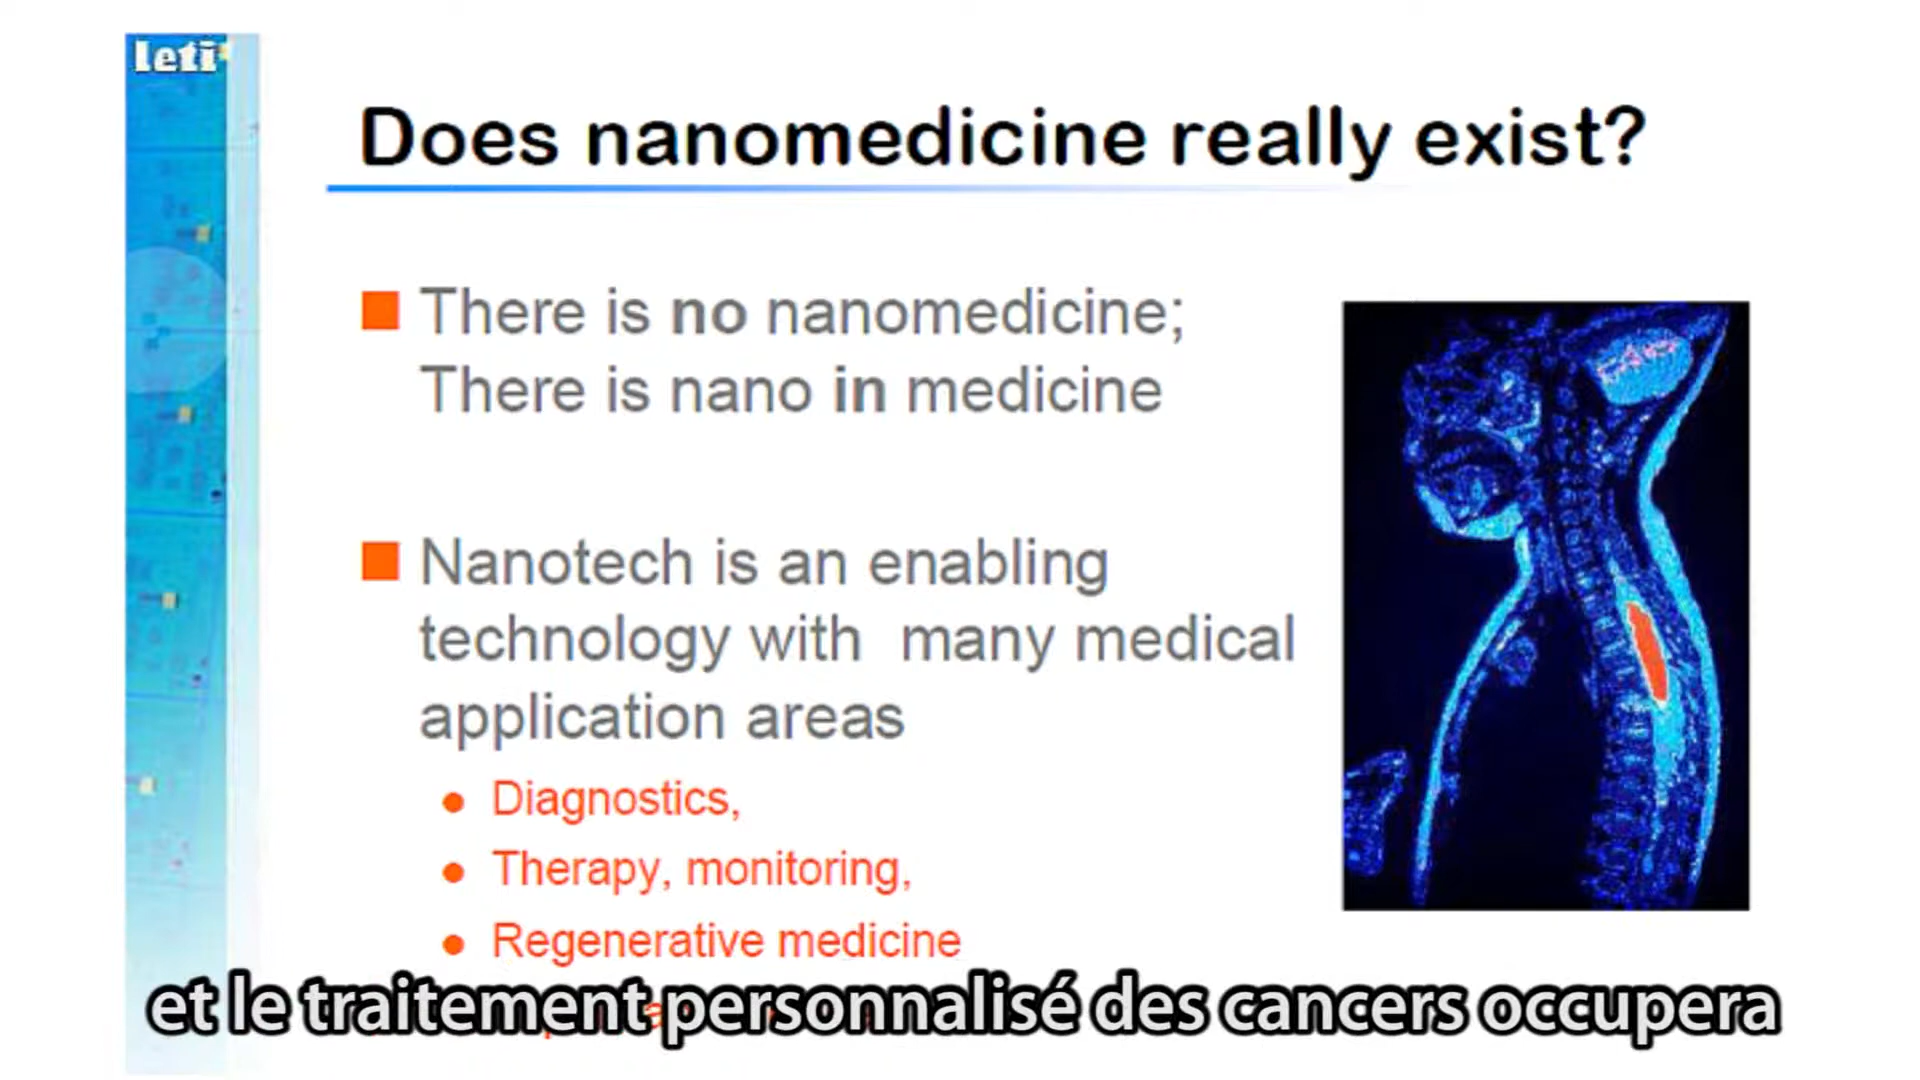 leti
Does nanomedicine really exist?
There is no nanomedicine;
There is nano in medicine
Nanotech is an enabling
technology with many medical
application areas
Diagnostics,
Therapy, monitoring,
Regenerative medicine
et le traitement personnalisé des cancers occupera